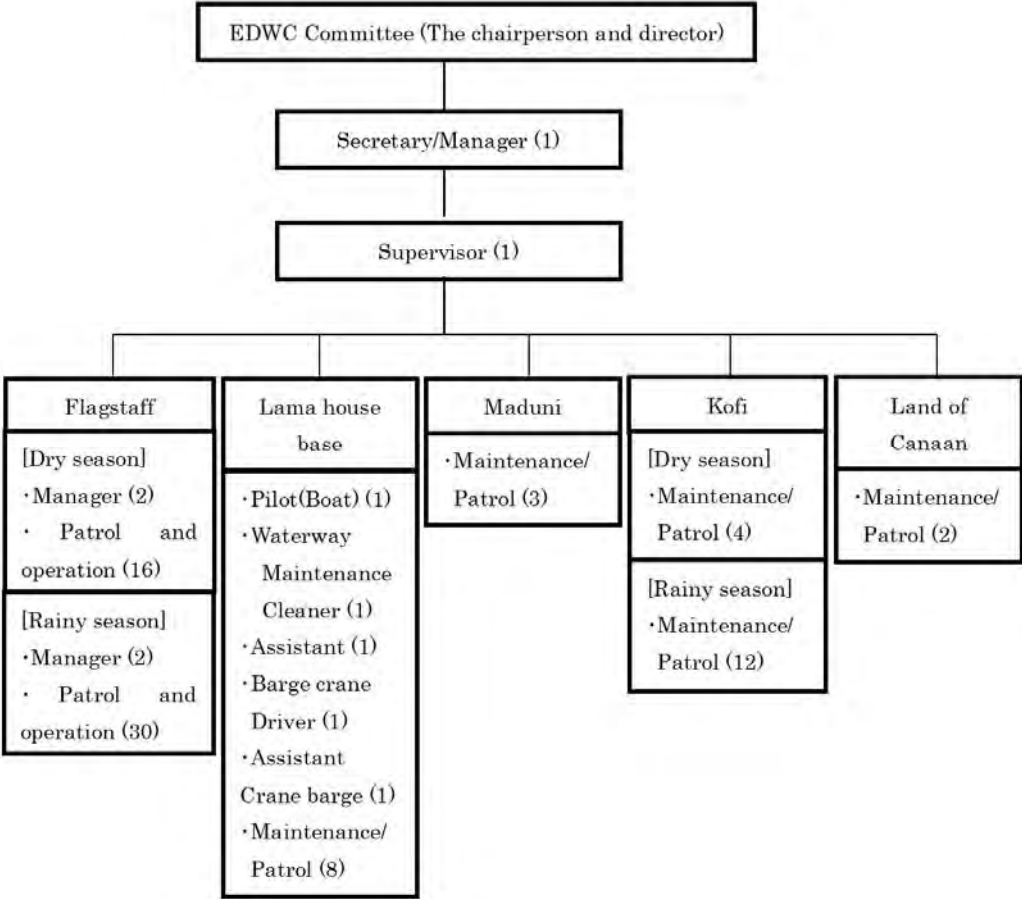 EDWC Committee (The chairperson and director)
Secretary/Manager (1)
Supervisor (1)
Flagstaff
[Dry season]
・Manager (2)
・ Patrol and
operation (16)
[Rainy season]
・Manager (2)
・ Patrol and
operation (30)
Lama house
base
・Pilot(Boat) (1)
・Waterway
Maintenance
Cleaner (1)
・Assistant (1)
・Barge crane
Driver (1)
・Assistant
Crane barge (1)
・Maintenance/
Patrol (8)
Maduni
・Maintenance/
Patrol (3)
Kofi
[Dry season]
・Maintenance/
Patrol (4)
[Rainy season]
・Maintenance/
Patrol (12)
Land of
Canaan
・Maintenance/
Patrol (2)